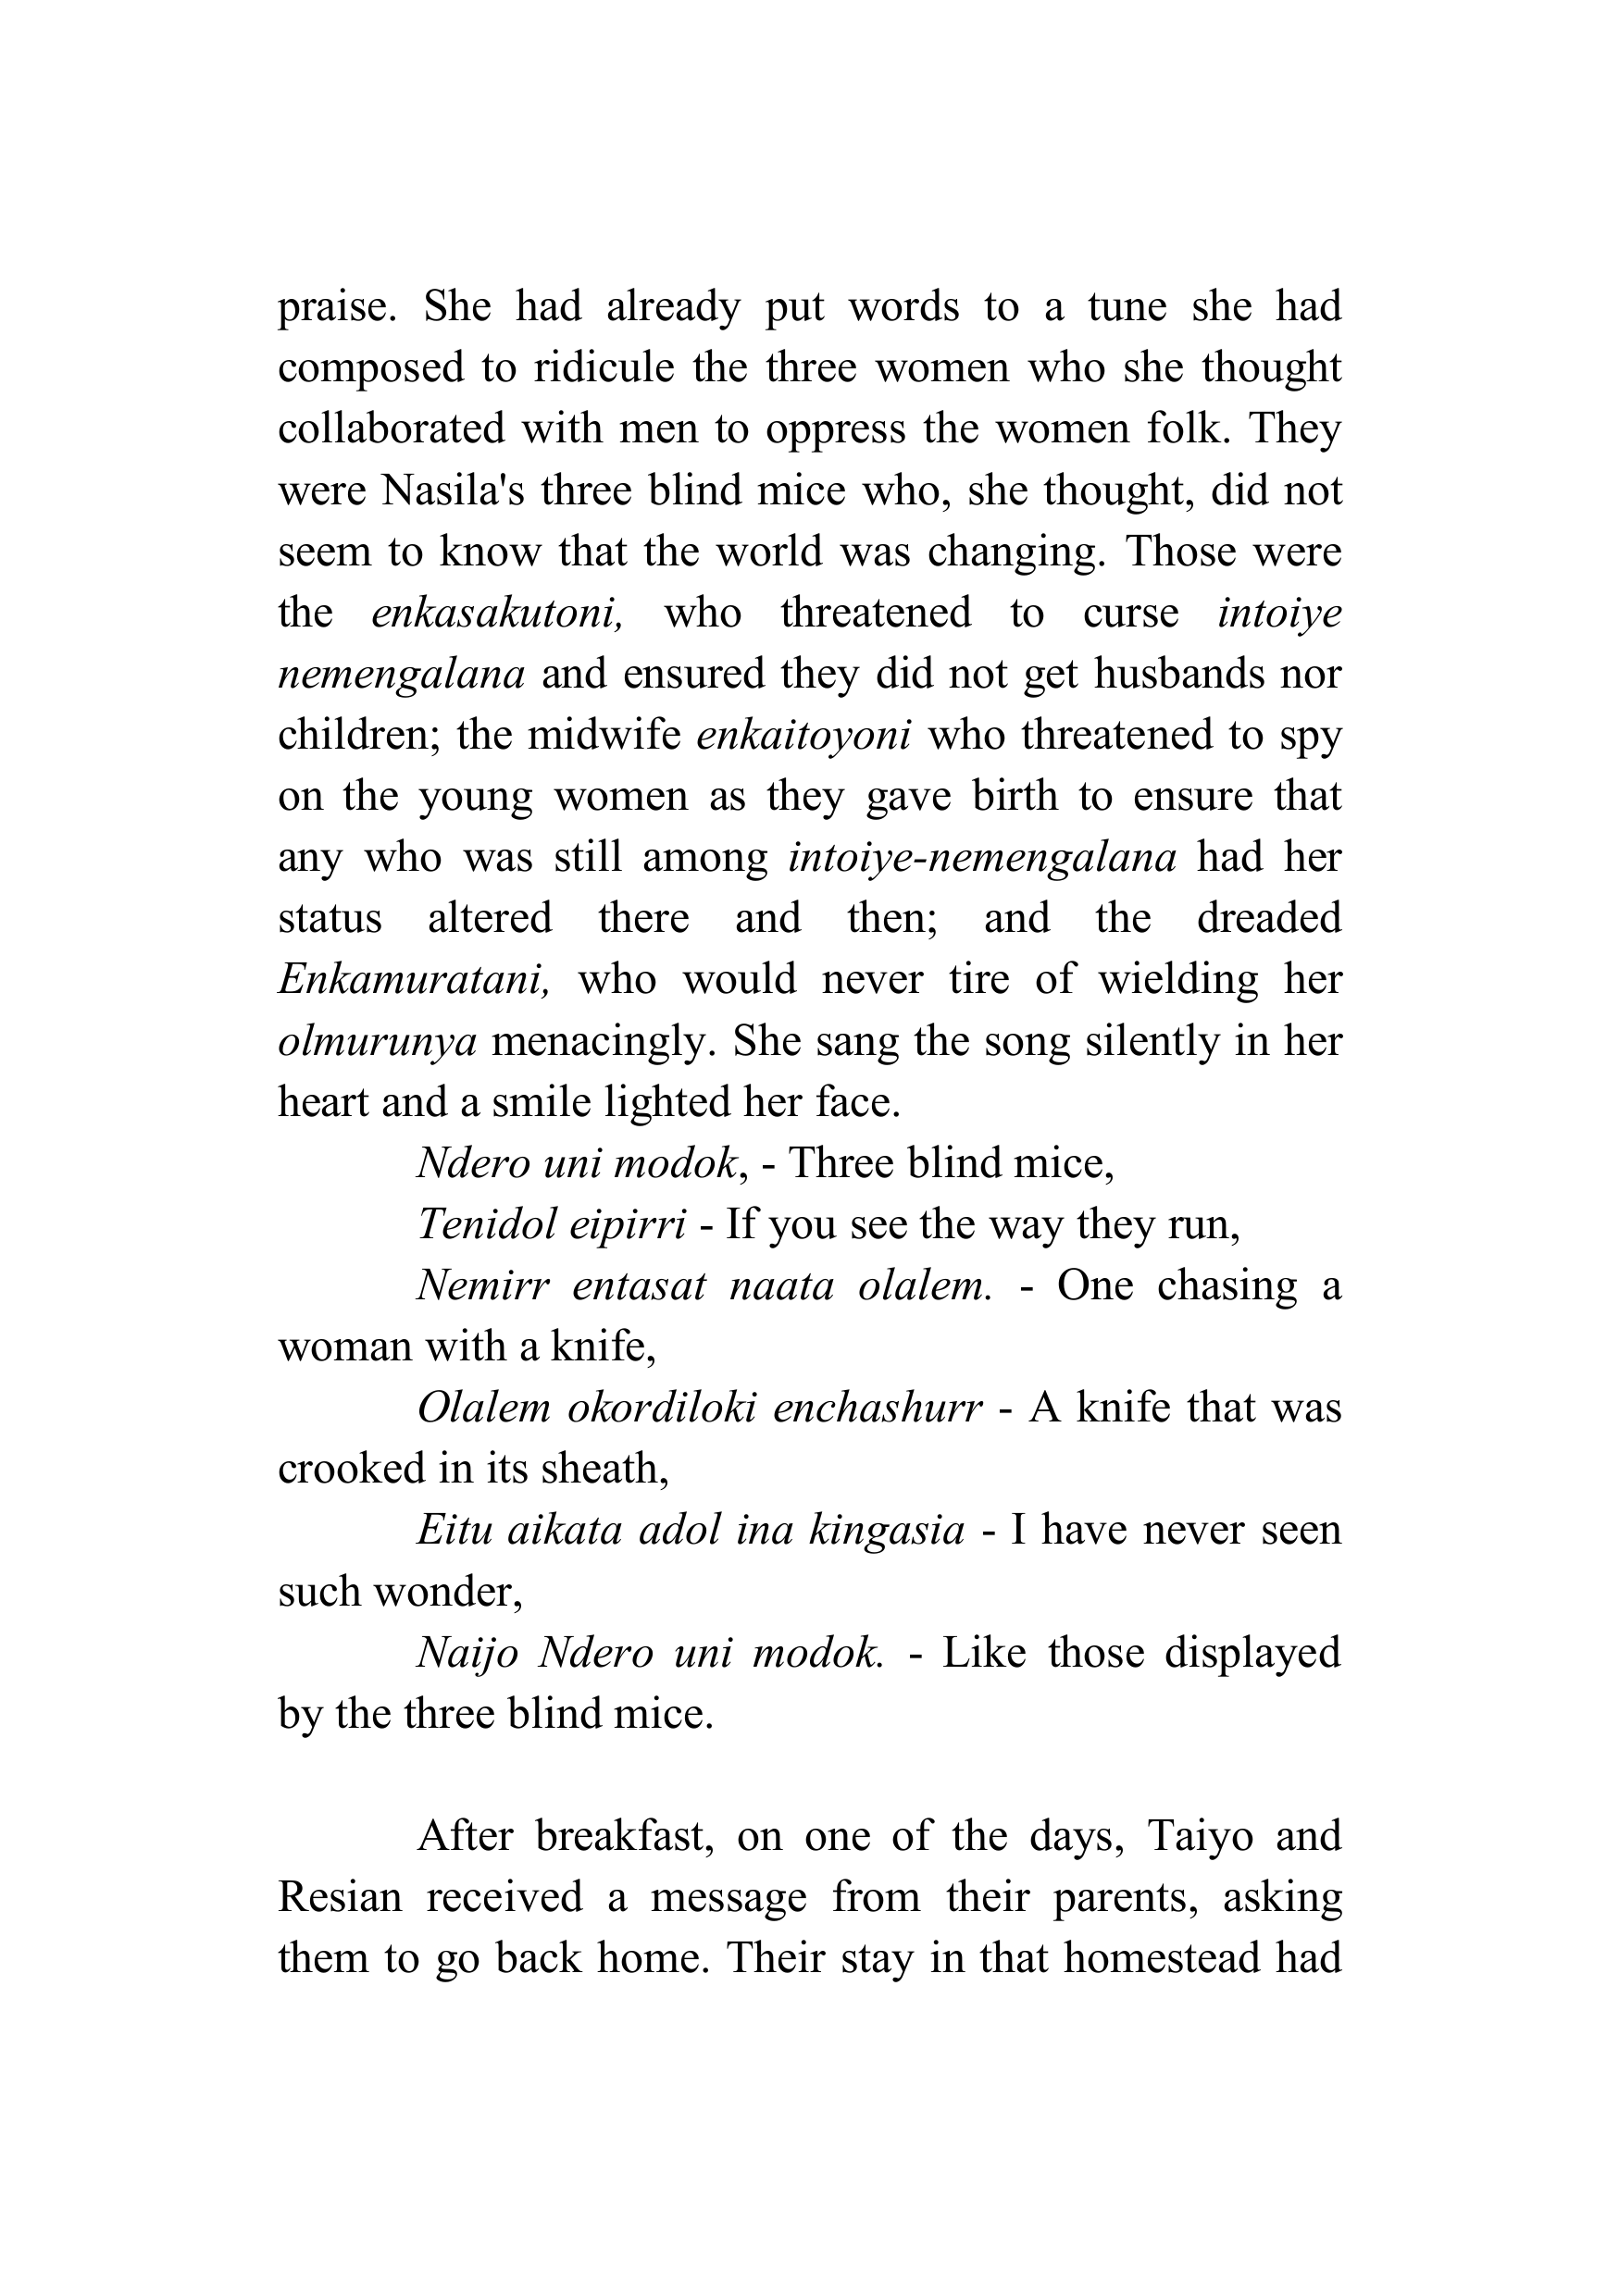 praise. She had already put words to a tune she had
composed to ridicule the three women who she thought
collaborated with men to oppress the women folk. They
were Nasila's three blind mice who, she thought, did not
seem to know that the world was changing. Those were
the enkasakutoni, who threatened to curse intoiye
nemengalana and ensured they did not get husbands nor
children; the midwife enkaitoyoni who threatened to spy
on the young women as they gave birth to ensure that
any who was still among intoiye-nemengalana had her
status altered there and then; and the dreaded
Enkamuratani, who would never tire of wielding her
olmurunya menacingly. She sang the song silently in her
heart and a smile lighted her face.
Ndero uni modok, - Three blind mice,
Tenidol eipirri - If you see the way they run,
Nemirr entasat naata olalem. - One chasing a
woman with a knife,
Olalem okordiloki enchashurr - A knife that was
crooked in its sheath,
Eitu aikata adol ina kingasia - I have never seen
such wonder,
Naijo Ndero uni modok. - Like those displayed
by the three blind mice.
After breakfast, on one of the days, Taiyo and
Resian received a message from their parents, asking
them to go back home. Their stay in that homestead had